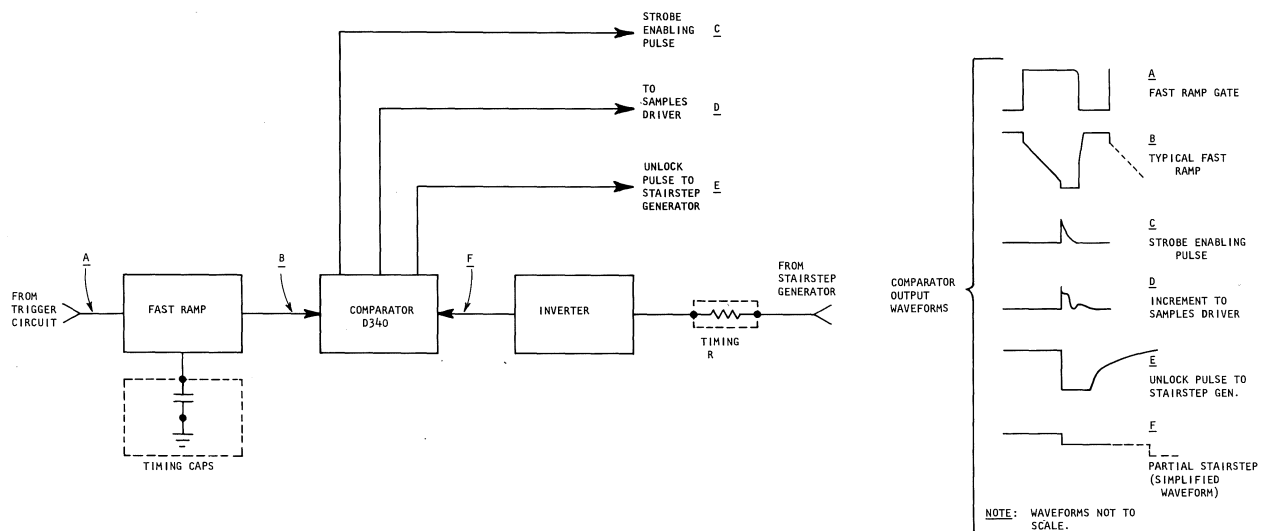 STROBE
ENABLING
PULSE
C
TO
SAMPLES
DRIVER
D
UNLOCK
PULSE TO
STAIRSTEP
GENERATOR
E
A
B
F
FROM
TRIGGER
CIRCUIT
FAST RAMP
COMPARATOR
D340
INVERTER
FROM
STAIRSTEP
GENERATOR
TIMING
R
TIMING CAPS
COMPARATOR
OUTPUT
WAVEFORMS
A
FAST RAMP GATE
B
TYPICAL FAST
RAMP
C
STROBE ENABLING
PULSE
D
INCREMENT TO
SAMPLES DRIVER
E
UNLOCK PULSE TO
STAIRSTEP GEN.
F
PARTIAL STAIRSTEP
(SIMPLIFIED
WAVEFORM)
NOTE: WAVEFORMS NOT TO
SCALE.